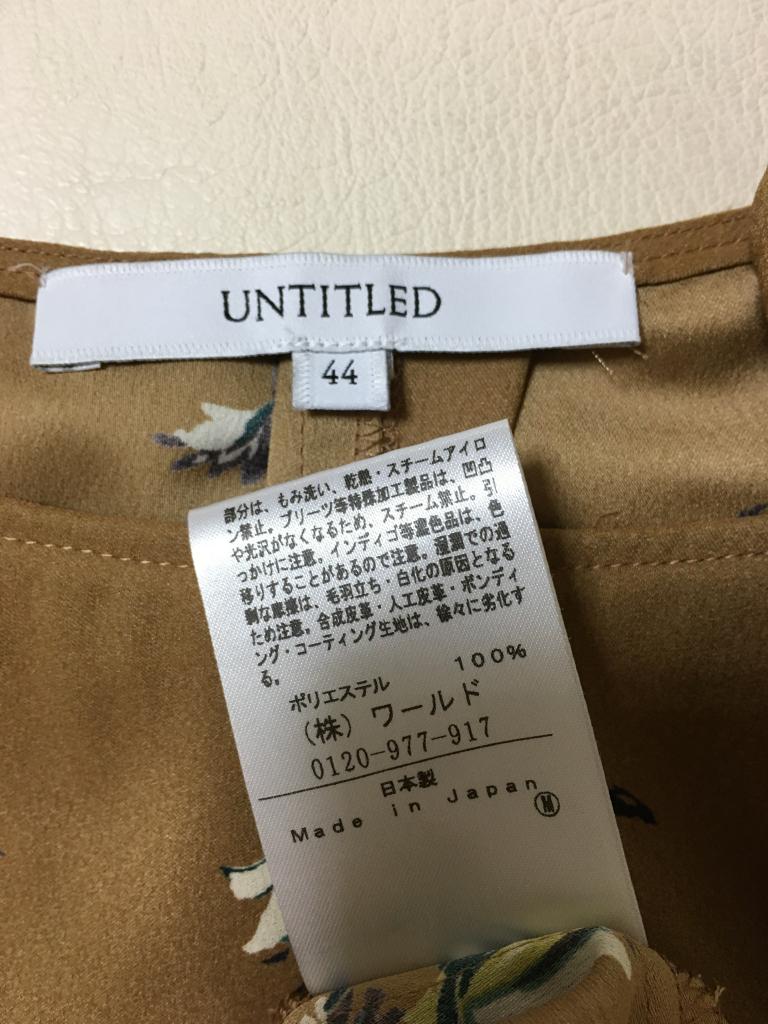 UNTITLED
44
部分は、もみ洗い、乾熱・スチームアイロ
ン禁止。プリーツ等特殊加工製品は、凹凸
や光沢がなくなるため、スチーム禁止。引
っかけに注意。インディゴ等濃色品は、色
移りすることがあるので注意。湿潤での過
剰な摩擦は、毛羽立ち・白化の原因となる
ため注意。合成皮革・人工皮革・ボンディ
ング・コーティング生地は、徐々に劣化す
る。
ポリエステル 100%
(株) ワールド
0120-977-917
日本製
Made in Japan Ⓜ